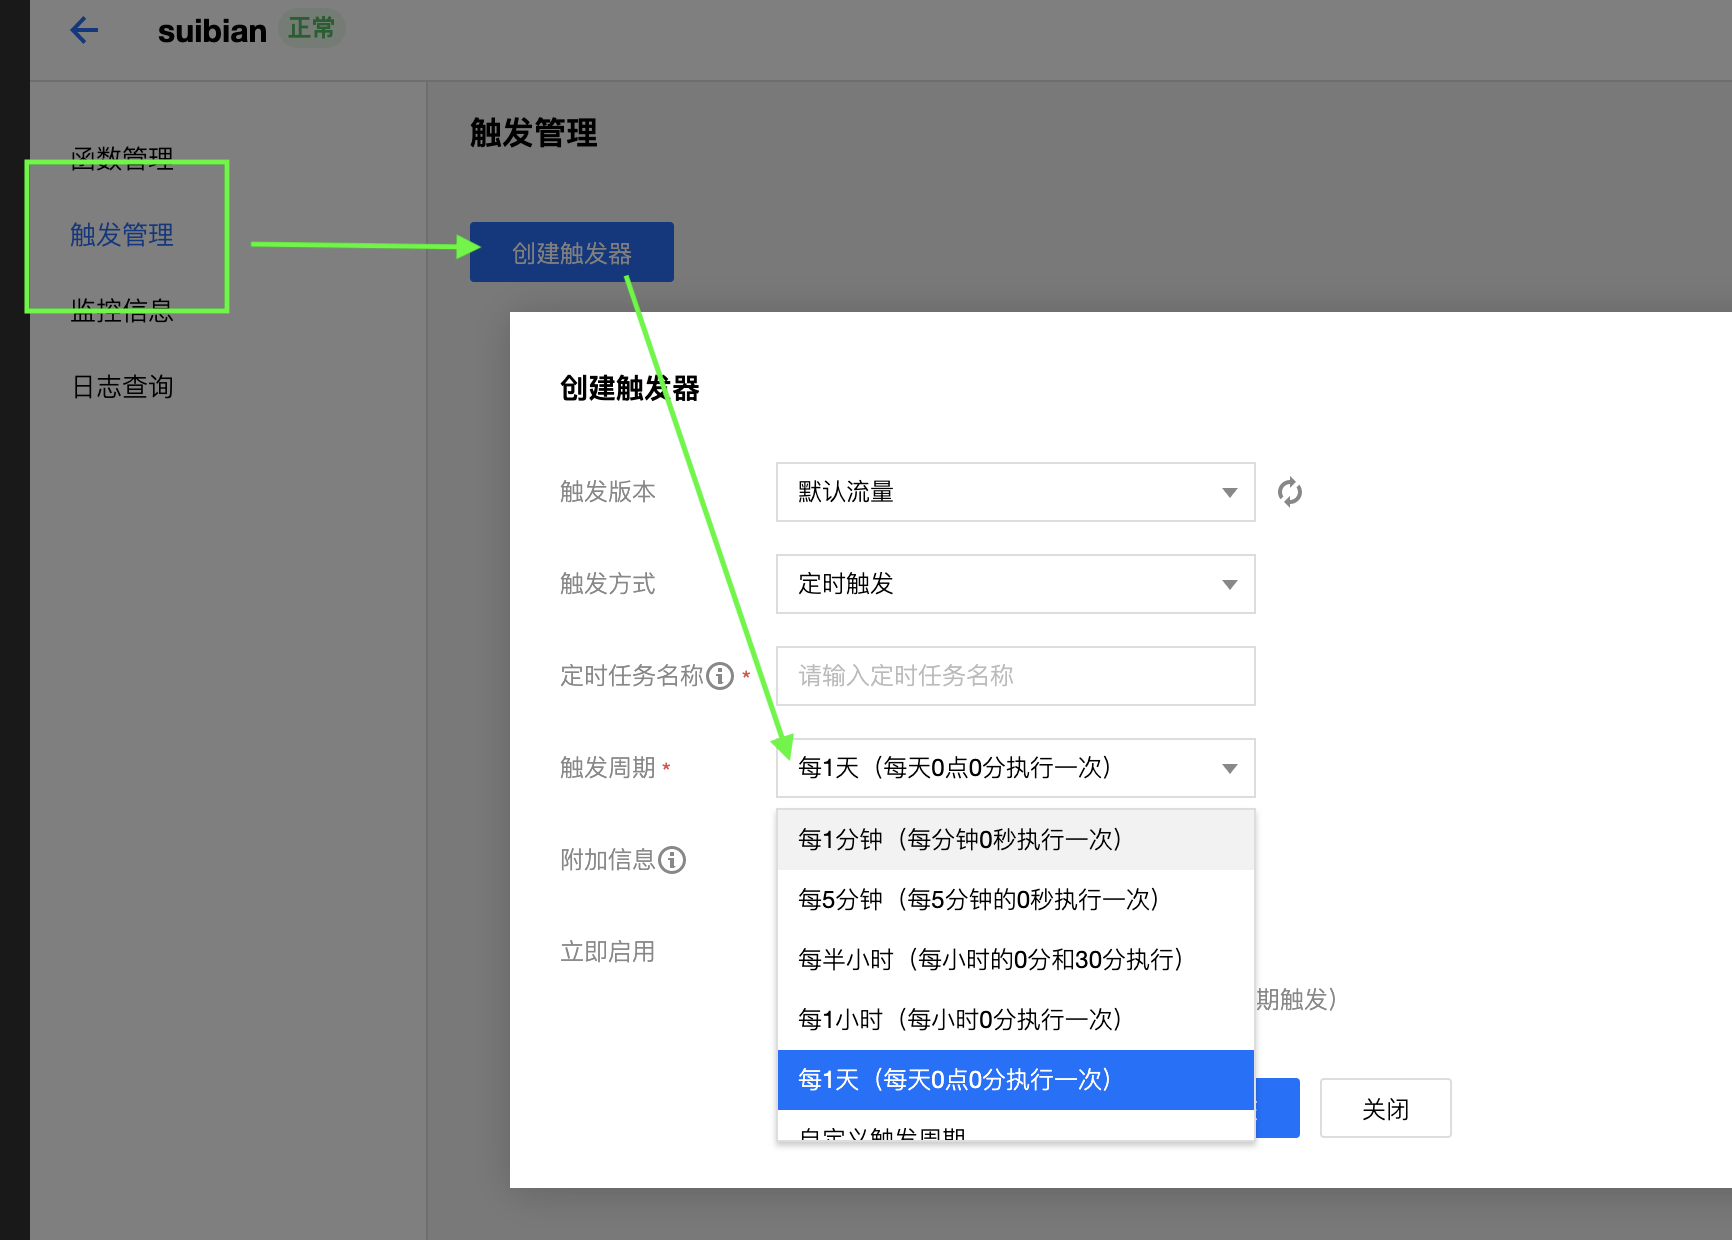 suibian 正常
函数管理
触发管理
监控信息
日志查询
触发管理
创建触发器
创建触发器
触发版本
默认流量
触发方式
定时触发
定时任务名称 *
请输入定时任务名称
触发周期 *
每1天（每天0点0分执行一次）
每1分钟（每分钟0秒执行一次）
每5分钟（每5分钟的0秒执行一次）
每半小时（每小时的0分和30分执行）
每1小时（每小时0分执行一次）
每1天（每天0点0分执行一次）
自定义触发周期
附加信息
立即启用
期触发）
关闭